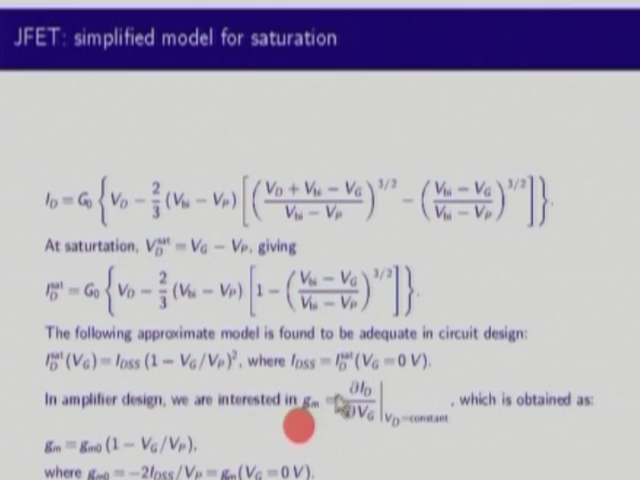 JFET: simplified model for saturation
I_D = G_0 { V_D − 2/3 (V_bi − V_P) [ ( (V_D + V_bi − V_G) / (V_bi − V_P) )^{3/2} − ( (V_bi − V_G) / (V_bi − V_P) )^{3/2} ] }.
At saturtation, V_D^{sat} = V_G − V_P, giving
I_D^{sat} = G_0 { V_D − 2/3 (V_bi − V_P) [ 1 − ( (V_bi − V_G) / (V_bi − V_P) )^{3/2} ] }.
The following approximate model is found to be adequate in circuit design:
I_D^{sat}(V_G) = I_DSS (1 − V_G/V_P)^2, where I_DSS = I_D^{sat}(V_G = 0 V).
In amplifier design, we are interested in g_m = ∂I_D/∂V_G |_{V_D=constant} , which is obtained as:
g_m = g_m0 (1 − V_G/V_P),
where g_m0 = −2I_DSS/V_P = g_m(V_G = 0 V).